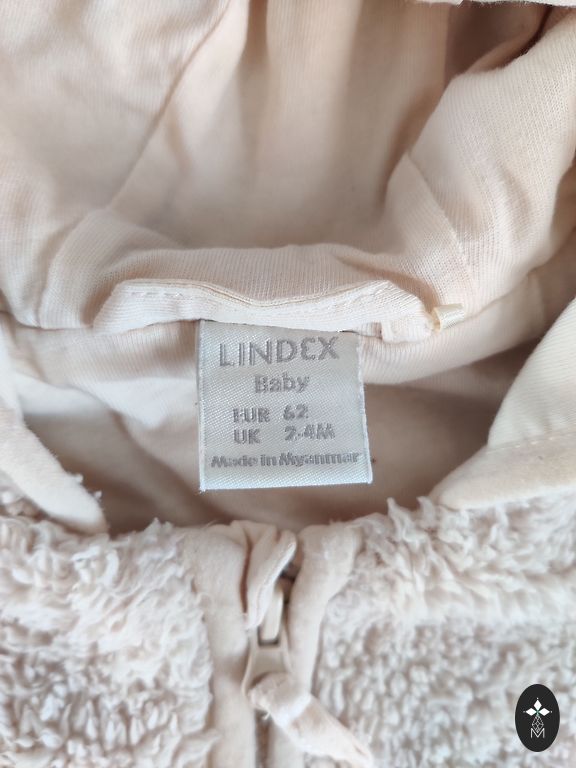 LINDEX
Baby
EUR 62
UK 2-4M
Made in Myanmar
M